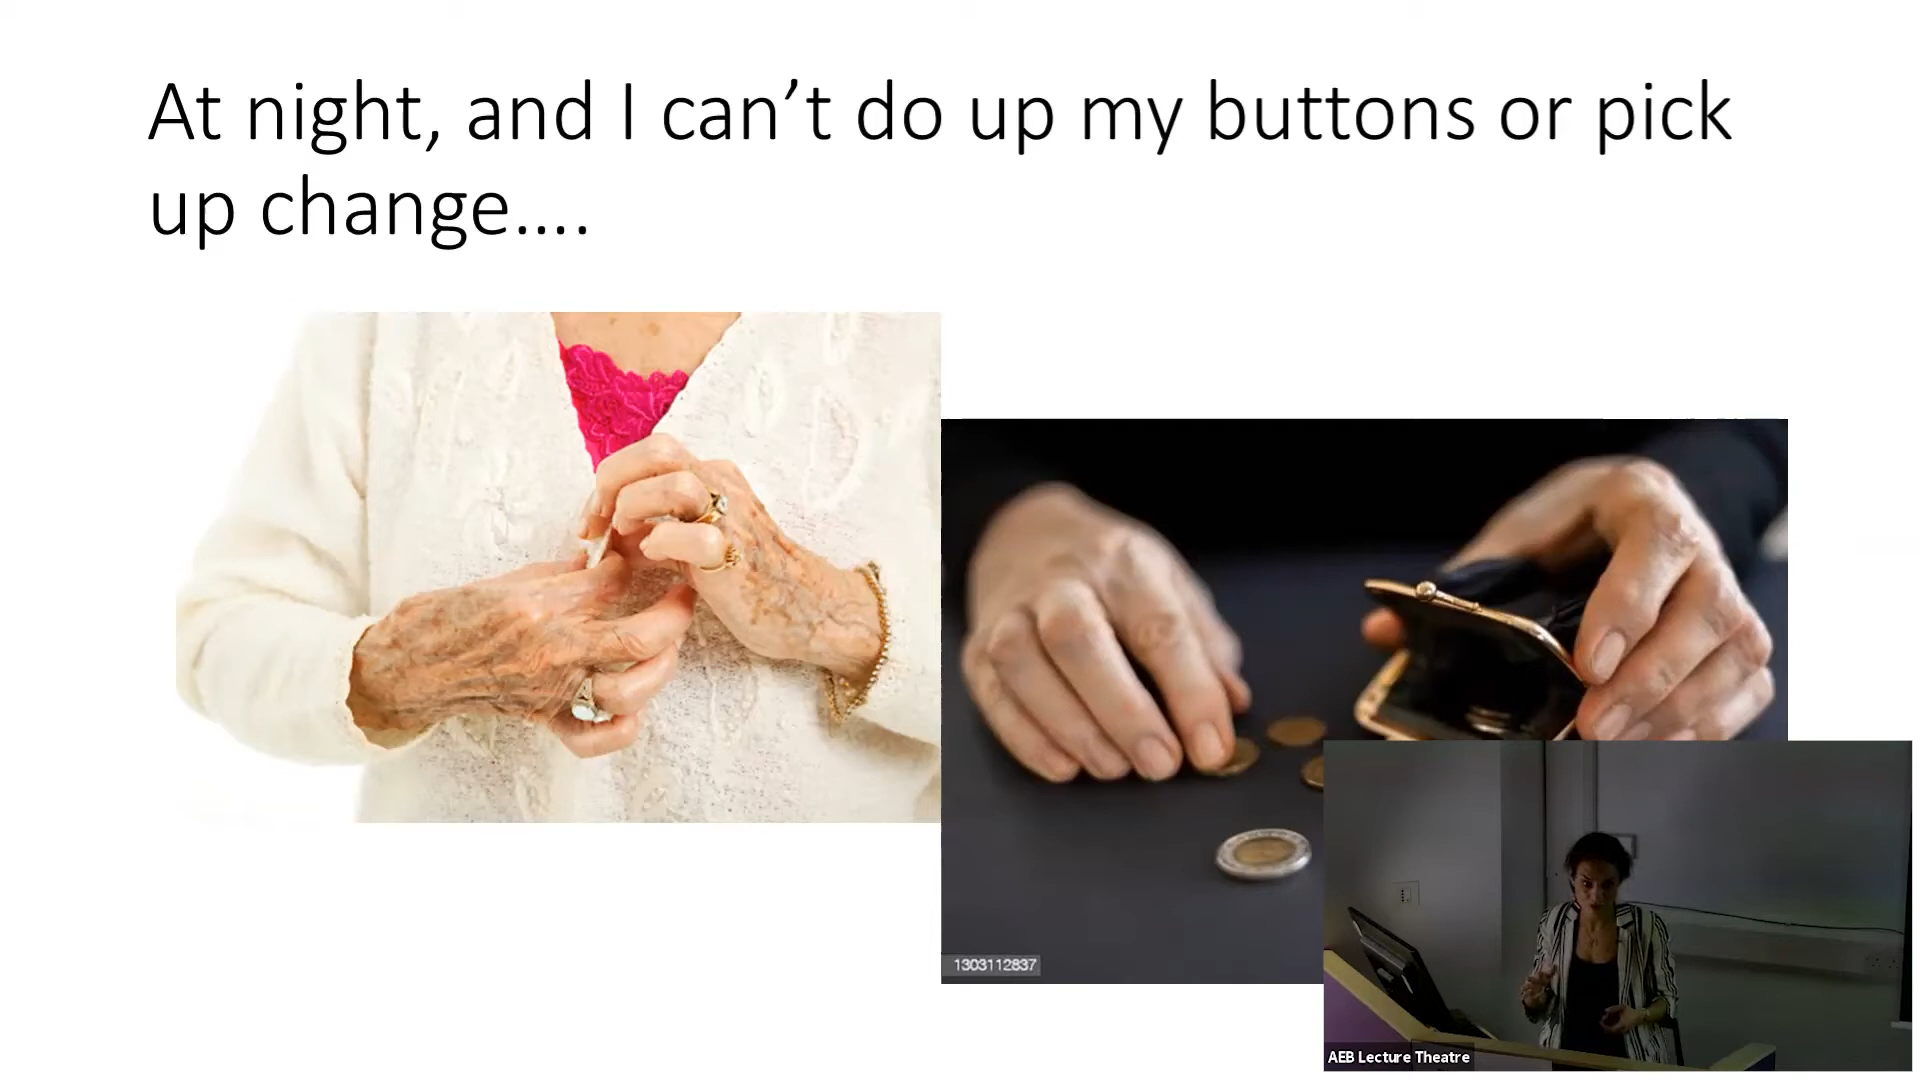 At night, and I can’t do up my buttons or pick
up change....
1303112837
AEB Lecture Theatre